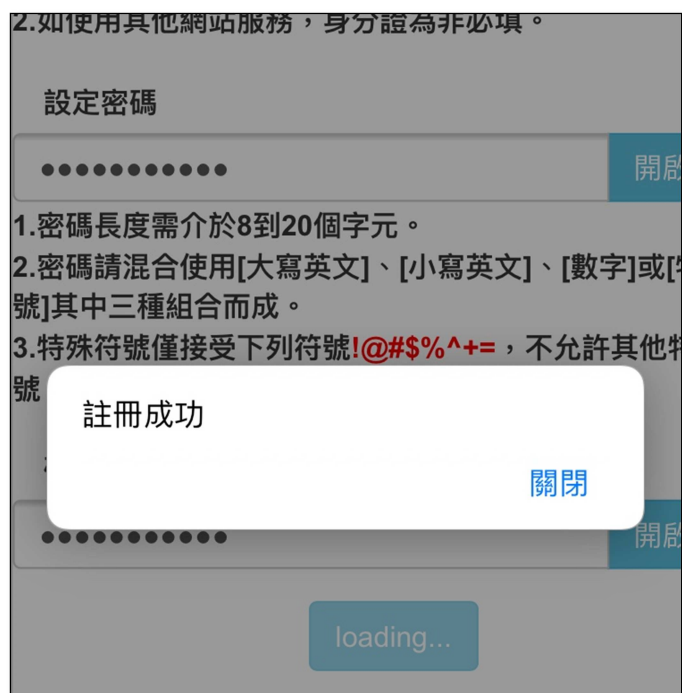 2.如使用其他網站服務，身分證為非必填。
設定密碼
●●●●●●●●●●●
開啟
1.密碼長度需介於8到20個字元。
2.密碼請混合使用[大寫英文]、[小寫英文]、[數字]或[
號]其中三種組合而成。
3.特殊符號僅接受下列符號!@#$%^+=，不允許其他特
號
註冊成功
關閉
●●●●●●●●●●●
開啟
loading...